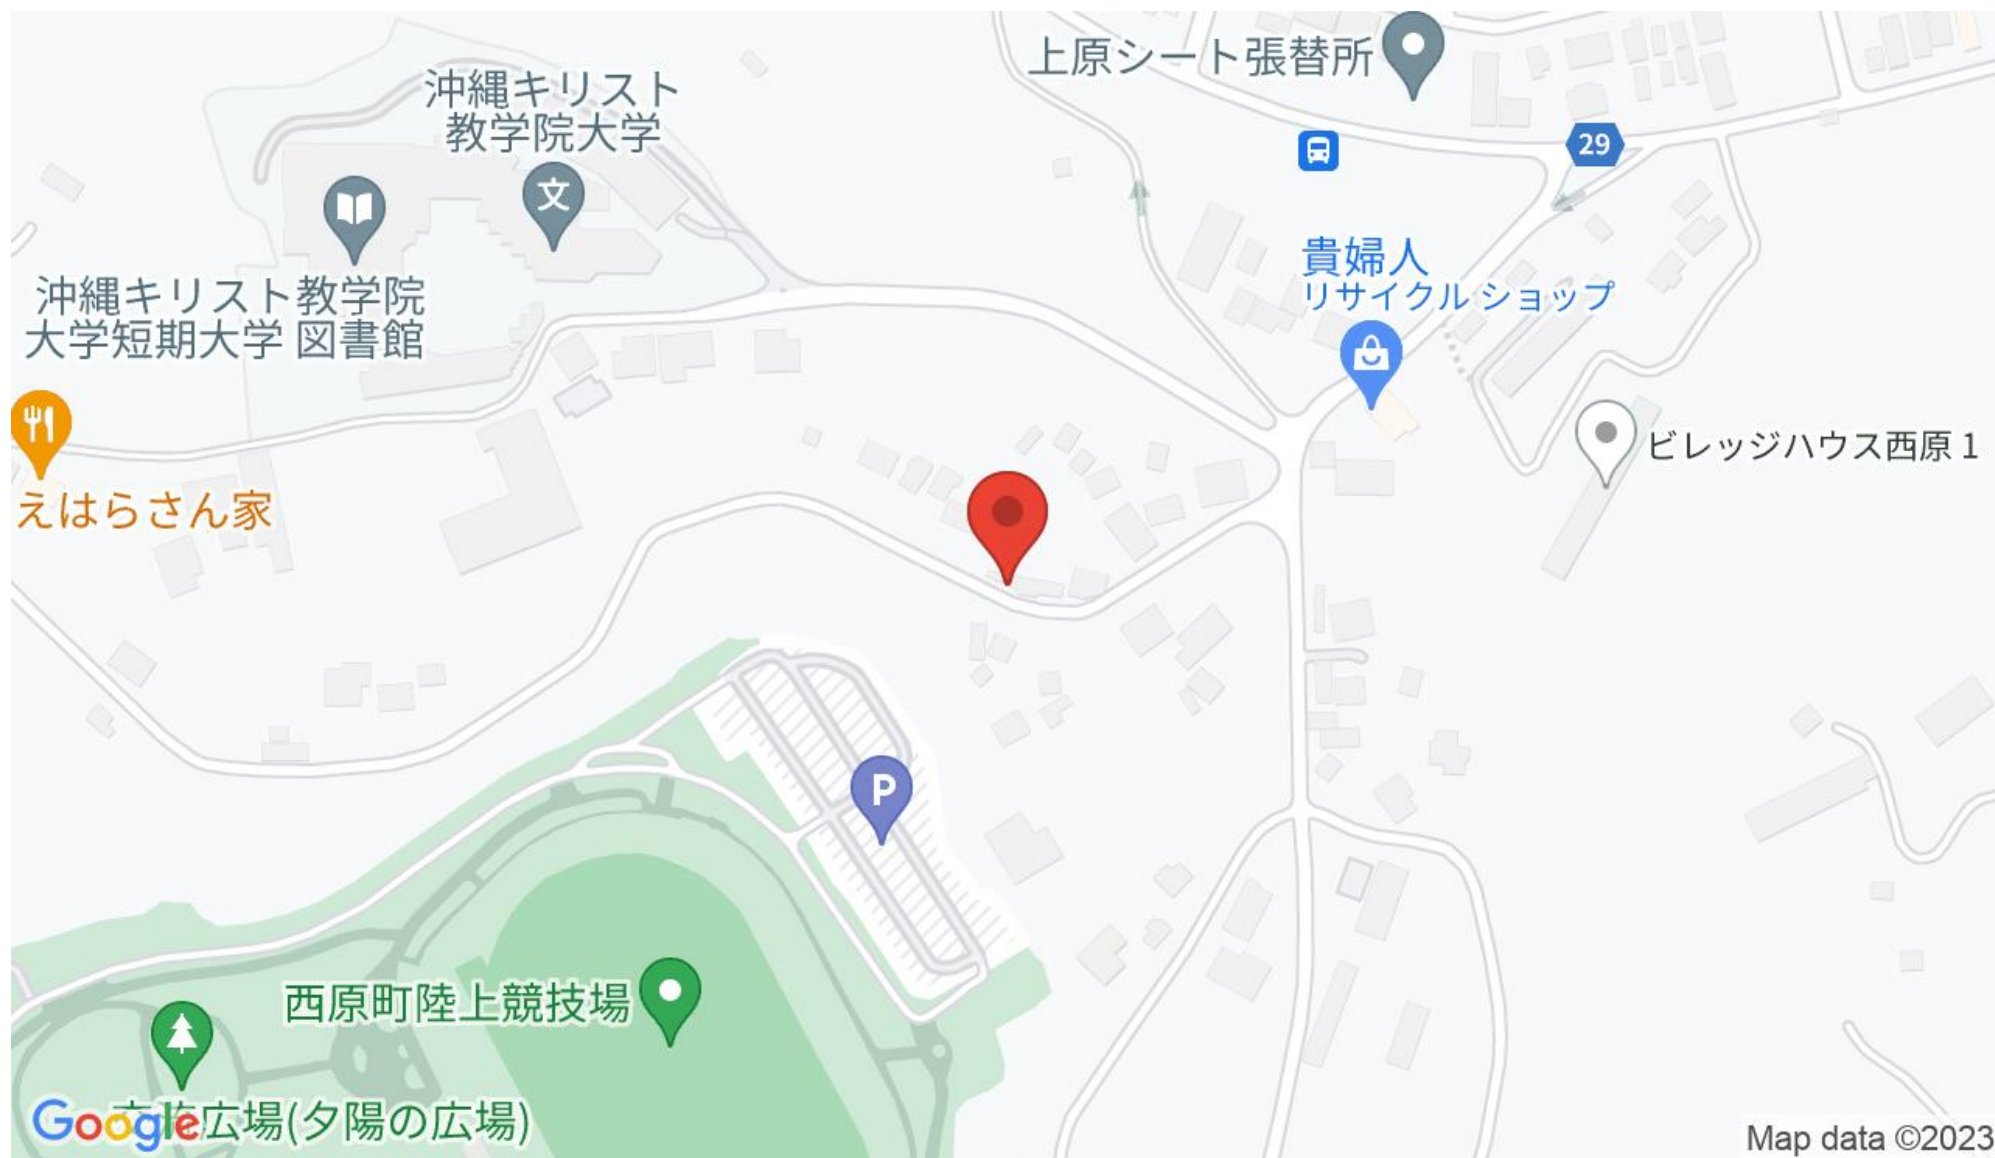 上原シート張替所
沖縄キリスト
教学院大学
文
29
貴婦人
リサイクル ショップ
沖縄キリスト教学院
大学短期大学 図書館
ビレッジハウス西原 1
えはらさん家
P
西原町陸上競技場
広場(夕陽の広場)
Google
Map data ©2023